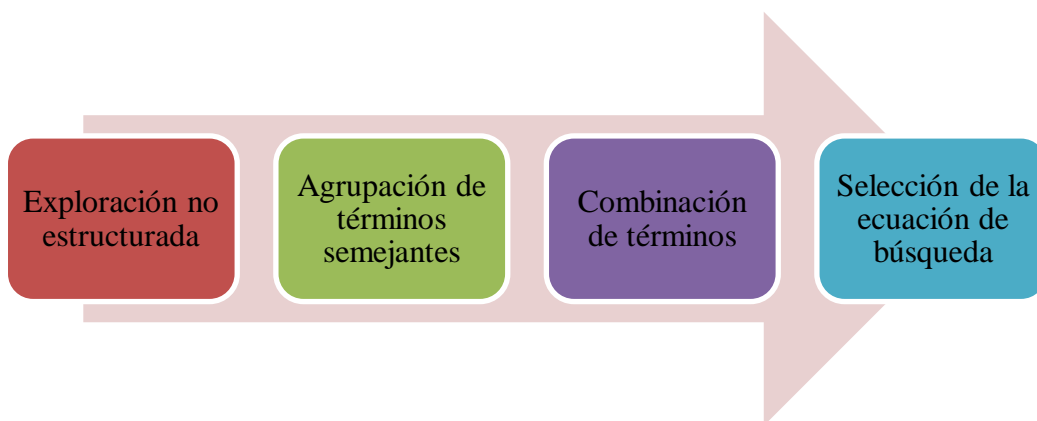 Exploración no
estructurada
Agrupación de
términos
semejantes
Combinación
de términos
Selección de la
ecuación de
búsqueda